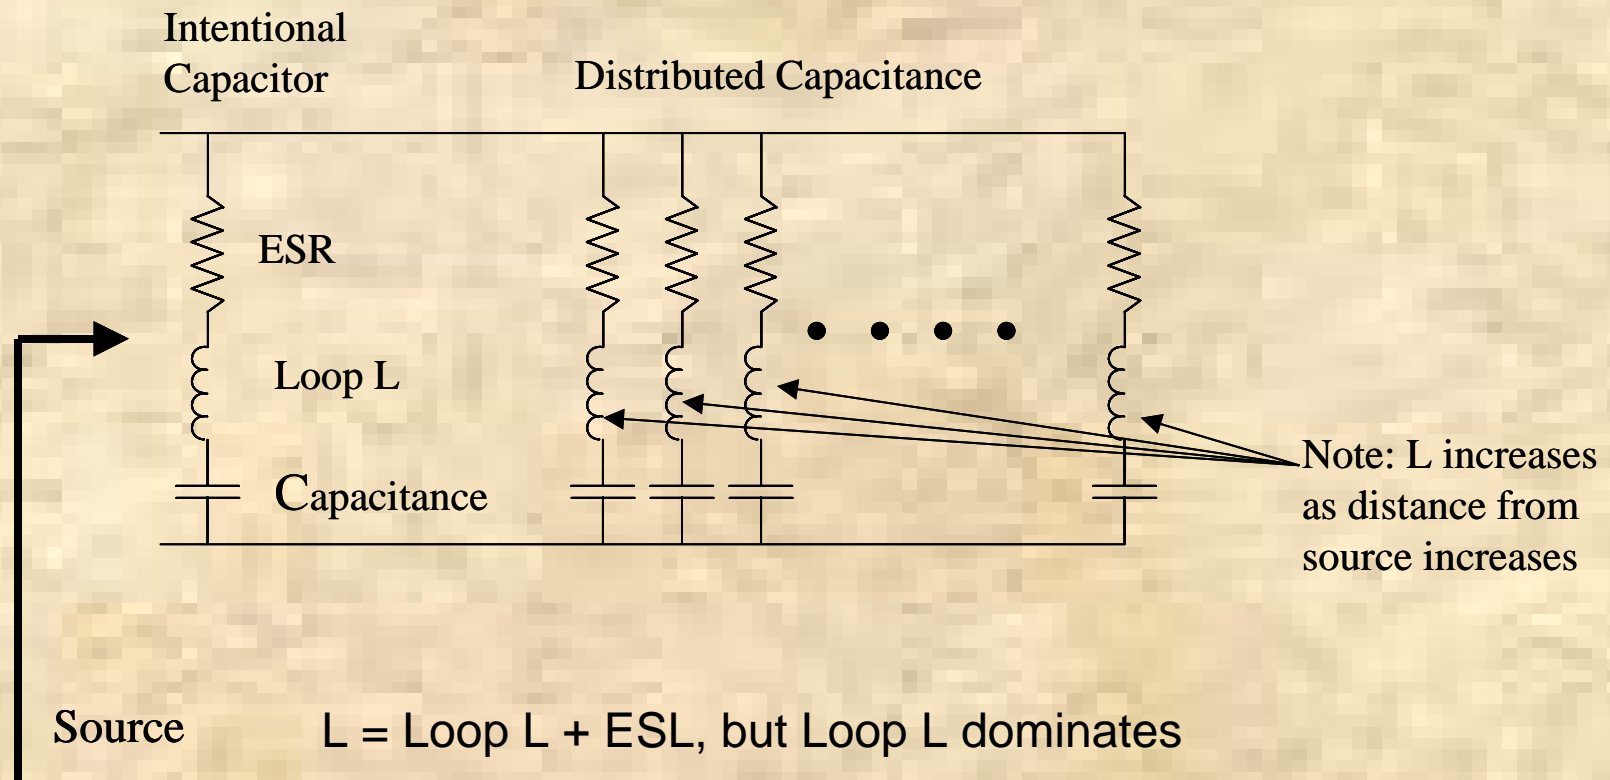 Intentional
Capacitor
Distributed Capacitance
ESR
Loop L
Capacitance
Note: L increases
as distance from
source increases
Source
L = Loop L + ESL, but Loop L dominates